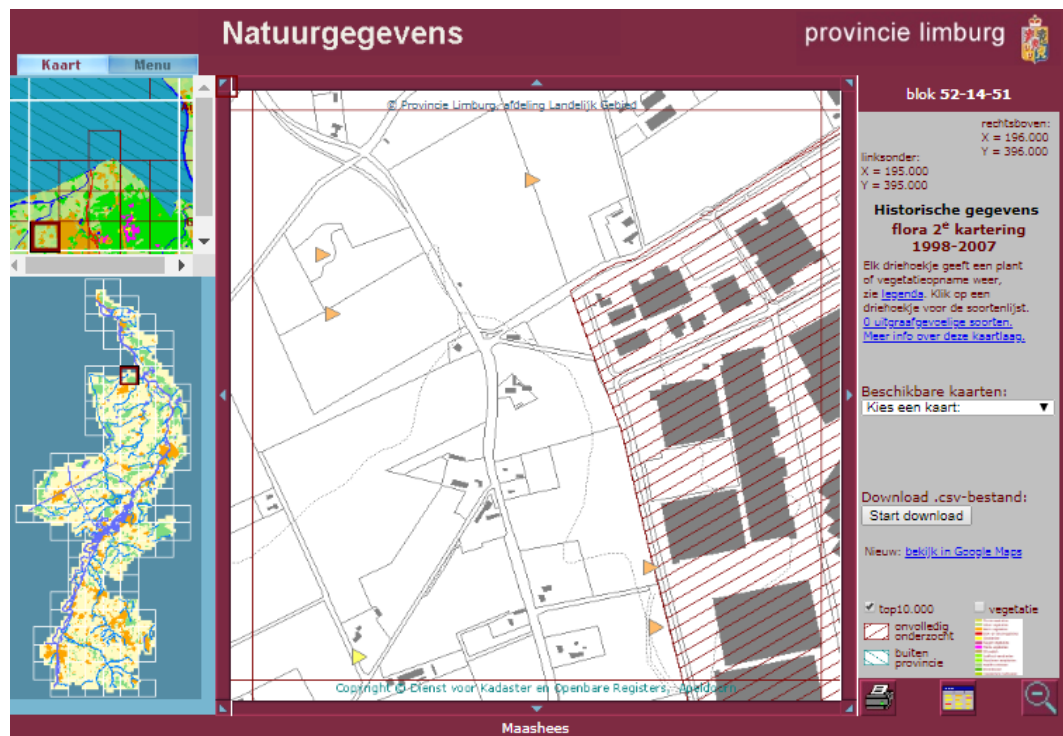 Natuurgegevens
provincie limburg
Kaart
Menu
© Provincie Limburg, afdeling Landelijk Gebied
Copyright © Dienst voor Kadaster en Openbare Registers, Apeldoorn
Maashees
blok 52-14-51
rechtsboven:
X = 196.000
Y = 396.000
linksonder:
X = 195.000
Y = 395.000
Historische gegevens
flora 2e kartering
1998-2007
Elk driehoekje geeft een plant
of vegetatieopname weer,
zie legenda. Klik op een
driehoekje voor de soortenlijst.
0 uitgraafgevoelige soorten.
Meer info over deze kaartlaag.
Beschikbare kaarten:
Kies een kaart:
Download .csv-bestand:
Start download
Nieuw: bekijk in Google Maps
top10.000
vegetatie
onvolledig
onderzocht
buiten
provincie